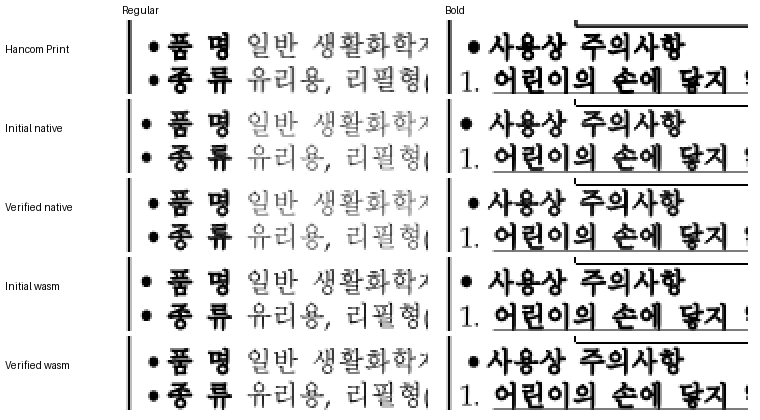 Regular Bold
Hancom Print
● 품 명 일반 생활화학
● 종 류 유리용, 리필형(
● 사용상 주의사항
1. 어린이의 손에 닿지
Initial native
● 품 명 일반 생활화학
● 종 류 유리용, 리필형(
● 사용상 주의사항
1. 어린이의 손에 닿지
Verified native
● 품 명 일반 생활화학
● 종 류 유리용, 리필형(
● 사용상 주의사항
1. 어린이의 손에 닿지
Initial wasm
● 품 명 일반 생활화학
● 종 류 유리용, 리필형(
● 사용상 주의사항
1. 어린이의 손에 닿지
Verified wasm
● 품 명 일반 생활화학
● 종 류 유리용, 리필형(
● 사용상 주의사항
1. 어린이의 손에 닿지